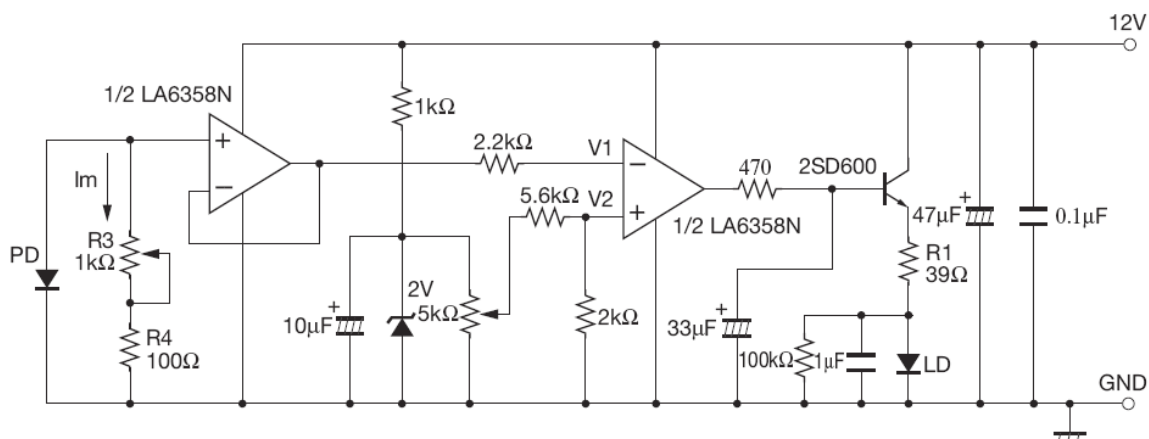 12V
1/2 LA6358N
1kΩ
+
−
2.2kΩ
V1
−
470
2SD600
Im
5.6kΩ
V2
+
1/2 LA6358N
+
47μF
0.1μF
R3
1kΩ
PD
R1
39Ω
2V
5kΩ
+
10μF
2kΩ
+
33μF
R4
100Ω
100kΩ
1μF
LD
GND